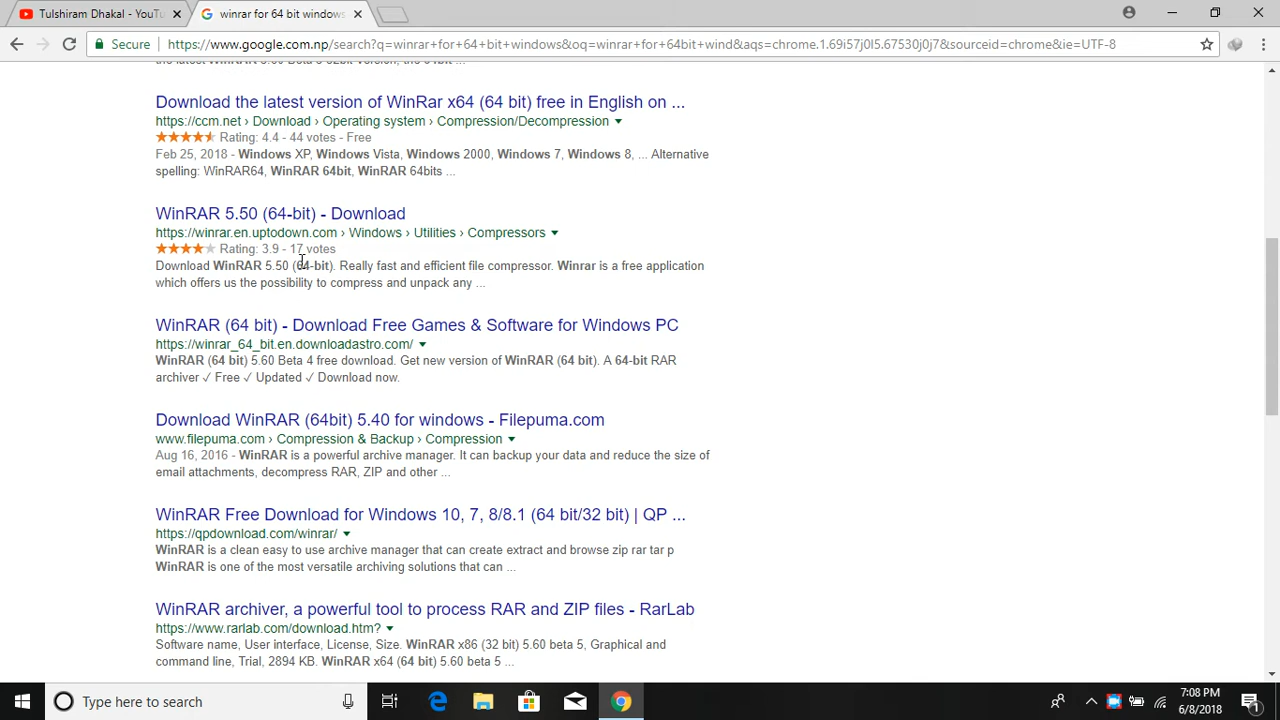 Tulshiram Dhakal - YouTu
winrar for 64 bit windows
Secure
https://www.google.com.np/search?q=winrar+for+64+bit+windows&oq=winrar+for+64bit+wind&aqs=chrome.1.69i57j0l5.67530j0j7&sourceid=chrome&ie=UTF-8
Download the latest version of WinRar x64 (64 bit) free in English on ...
https://ccm.net › Download › Operating system › Compression/Decompression
Rating: 4.4 - 44 votes - Free
Feb 25, 2018 - Windows XP, Windows Vista, Windows 2000, Windows 7, Windows 8, ... Alternative
spelling: WinRAR64, WinRAR 64bit, WinRAR 64bits ...
WinRAR 5.50 (64-bit) - Download
https://winrar.en.uptodown.com › Windows › Utilities › Compressors
Rating: 3.9 - 17 votes
Download WinRAR 5.50 (64-bit). Really fast and efficient file compressor. Winrar is a free application
which offers us the possibility to compress and unpack any ...
WinRAR (64 bit) - Download Free Games & Software for Windows PC
https://winrar_64_bit.en.downloadastro.com/
WinRAR (64 bit) 5.60 Beta 4 free download. Get new version of WinRAR (64 bit). A 64-bit RAR
archiver ✓ Free ✓ Updated ✓ Download now.
Download WinRAR (64bit) 5.40 for windows - Filepuma.com
www.filepuma.com › Compression & Backup › Compression
Aug 16, 2016 - WinRAR is a powerful archive manager. It can backup your data and reduce the size of
email attachments, decompress RAR, ZIP and other ...
WinRAR Free Download for Windows 10, 7, 8/8.1 (64 bit/32 bit) | QP ...
https://qpdownload.com/winrar/
WinRAR is a clean easy to use archive manager that can create extract and browse zip rar tar p
WinRAR is one of the most versatile archiving solutions that can ...
WinRAR archiver, a powerful tool to process RAR and ZIP files - RarLab
https://www.rarlab.com/download.htm?
Software name, User interface, License, Size. WinRAR x86 (32 bit) 5.60 beta 5, Graphical and
command line, Trial, 2894 KB. WinRAR x64 (64 bit) 5.60 beta 5 ...
Type here to search
7:08 PM
6/8/2018
1